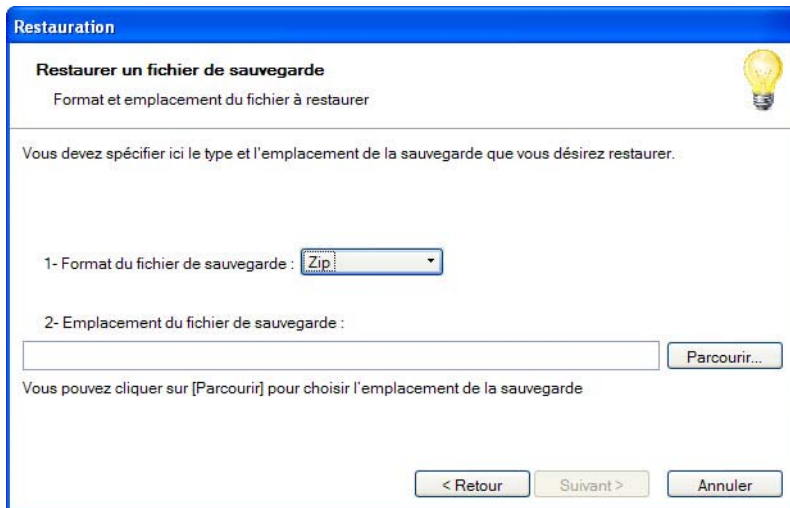 Restauration
Restaurer un fichier de sauvegarde
Format et emplacement du fichier à restaurer
Vous devez spécifier ici le type et l'emplacement de la sauvegarde que vous désirez restaurer.
1- Format du fichier de sauvegarde : Zip
2- Emplacement du fichier de sauvegarde :
Parcourir...
Vous pouvez cliquer sur [Parcourir] pour choisir l'emplacement de la sauvegarde
< Retour Suivant > Annuler